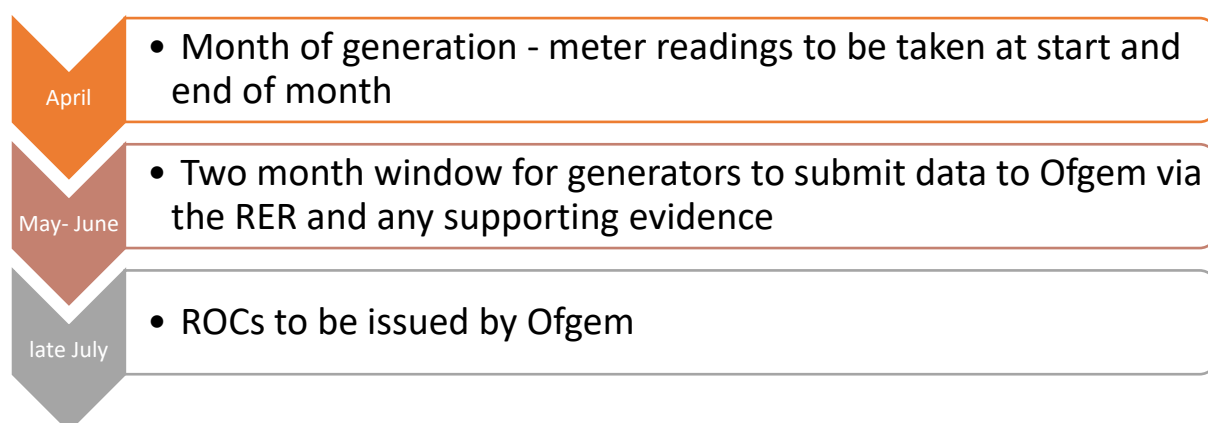 April
• Month of generation - meter readings to be taken at start and
end of month
May- June
• Two month window for generators to submit data to Ofgem via
the RER and any supporting evidence
late July
• ROCs to be issued by Ofgem